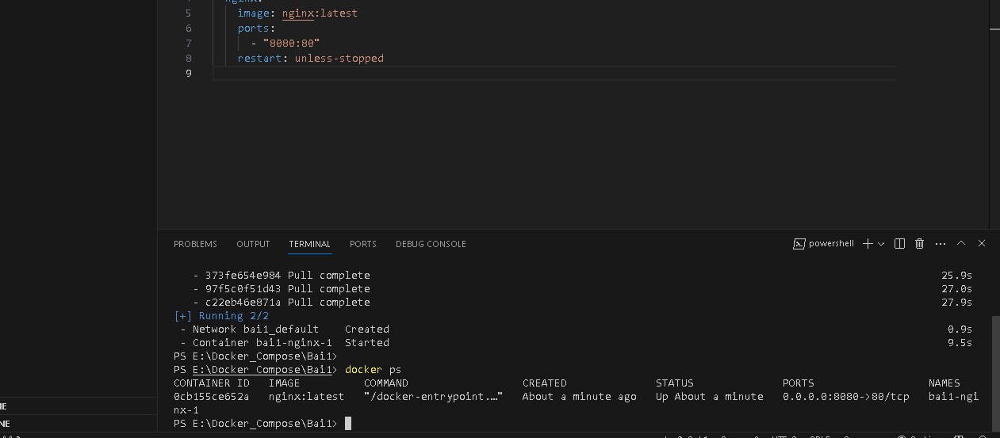 nginx:
5 image: nginx:latest
6 ports:
7 - "8080:80"
8 restart: unless-stopped
9
PROBLEMS OUTPUT TERMINAL PORTS DEBUG CONSOLE powershell
- 373fe654e984 Pull complete 25.9s
- 97f5c0f51d43 Pull complete 27.0s
- c22eb46e871a Pull complete 27.9s
[+] Running 2/2
- Network bai1_default Created 0.9s
- Container bai1-nginx-1 Started 9.5s
PS E:\Docker_Compose\Bai1>
PS E:\Docker_Compose\Bai1> docker ps
CONTAINER ID IMAGE COMMAND CREATED STATUS PORTS NAMES
0cb155ce652a nginx:latest "/docker-entrypoint.…" About a minute ago Up About a minute 0.0.0.0:8080->80/tcp bai1-ngi
nx-1
PS E:\Docker_Compose\Bai1>